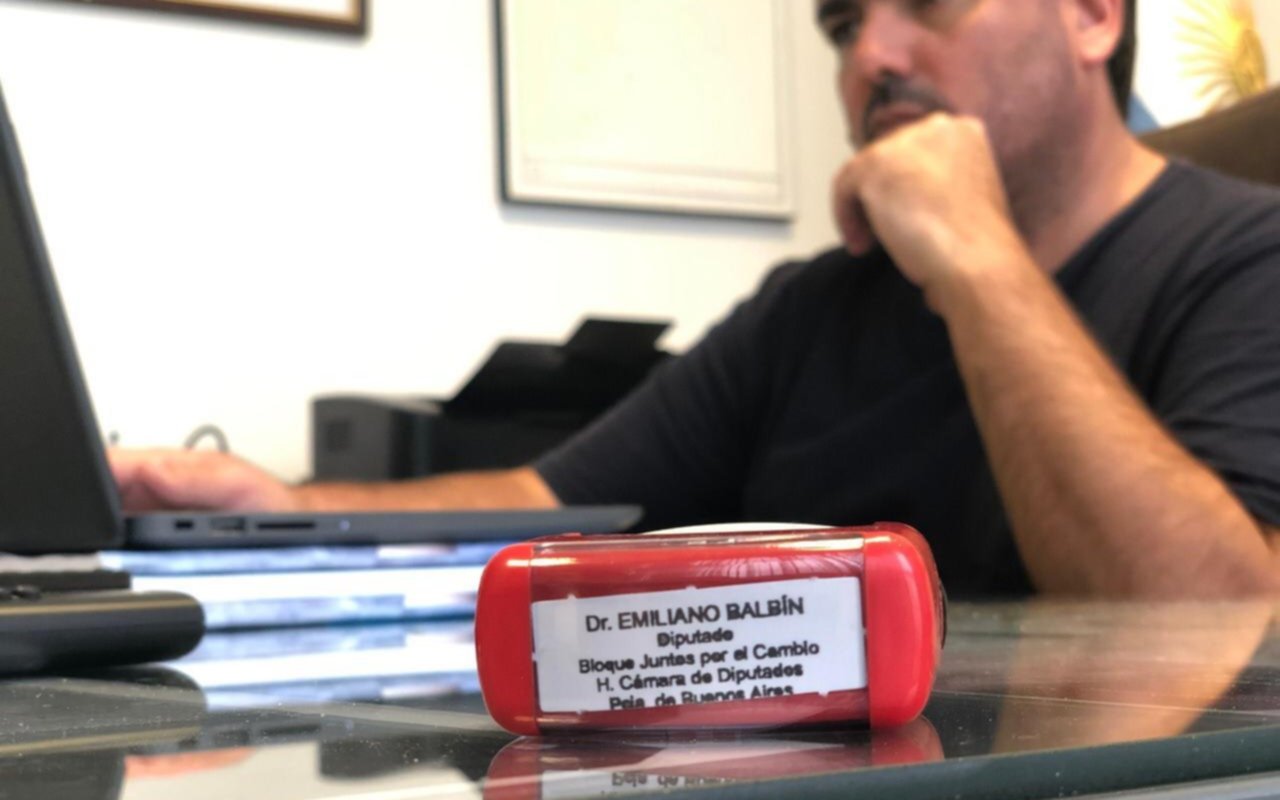 Dr. EMILIANO BALBÍN
Diputado
Bloque Juntos por el Cambio
H. Cámara de Diputados
Pcia. de Buenos Aires